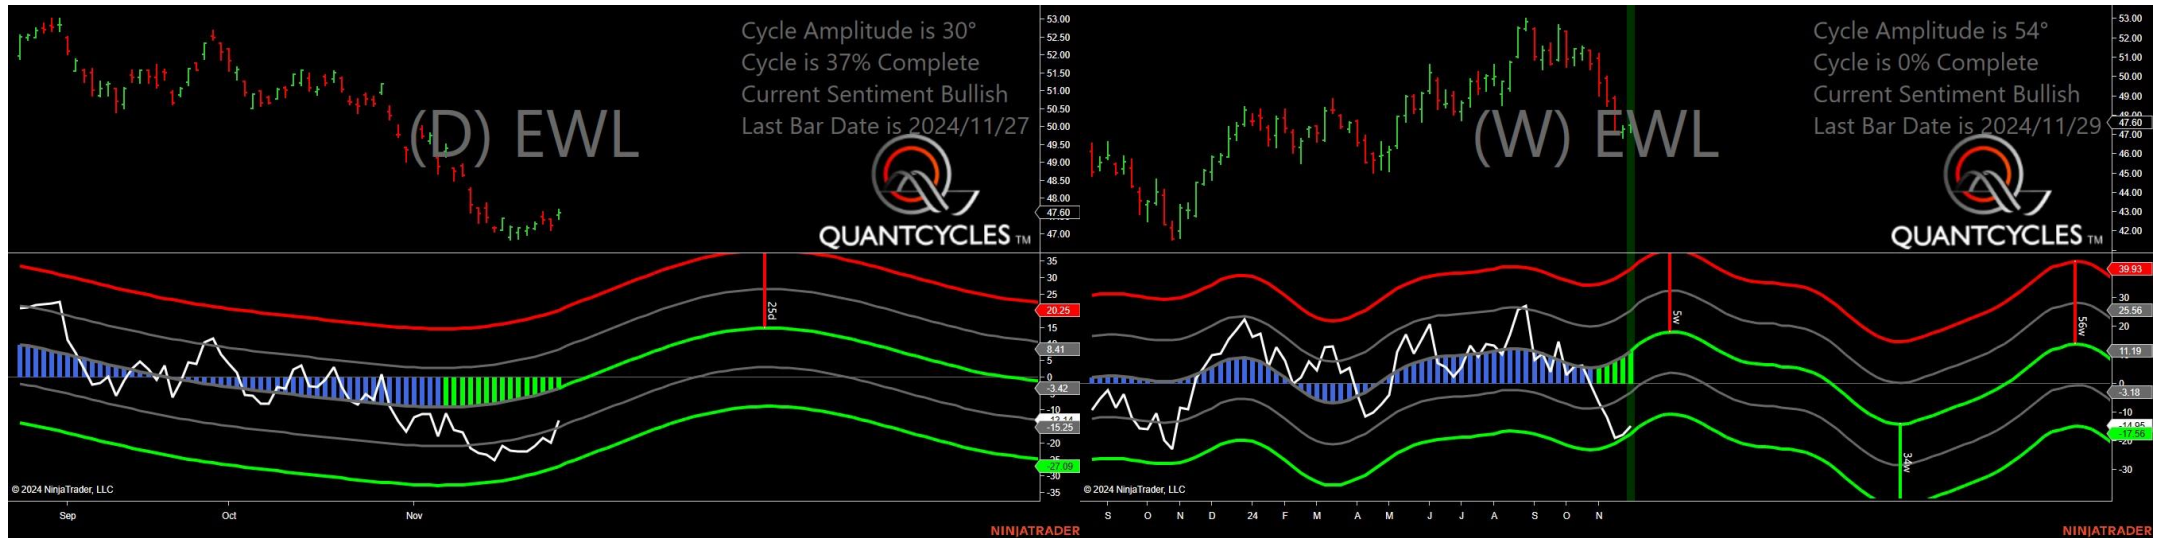 Cycle Amplitude is 30°
Cycle is 37% Complete
Current Sentiment Bullish
Last Bar Date is 2024/11/27
(D) EWL
QUANTCYCLES TM
53.00
52.50
52.00
51.50
51.00
50.50
50.00
49.50
49.00
48.50
48.00
47.60
47.00
35
30
25
20.25
15
8.41
0
-3.42
-10
-15.25
-20
-27.09
-30
-35
25d
© 2024 NinjaTrader, LLC
Sep Oct Nov
NINJATRADER
Cycle Amplitude is 54°
Cycle is 0% Complete
Current Sentiment Bullish
Last Bar Date is 2024/11/29
(W) EWL
QUANTCYCLES TM
53.00
52.00
51.00
50.00
49.00
47.60
47.00
46.00
45.00
44.00
43.00
42.00
39.93
30
25.56
20
11.19
0
-3.18
-10
-14.95
-17.56
-30
5w
34w
56w
© 2024 NinjaTrader, LLC
S O N D 24 F M A M J J A S O N
NINJATRADER